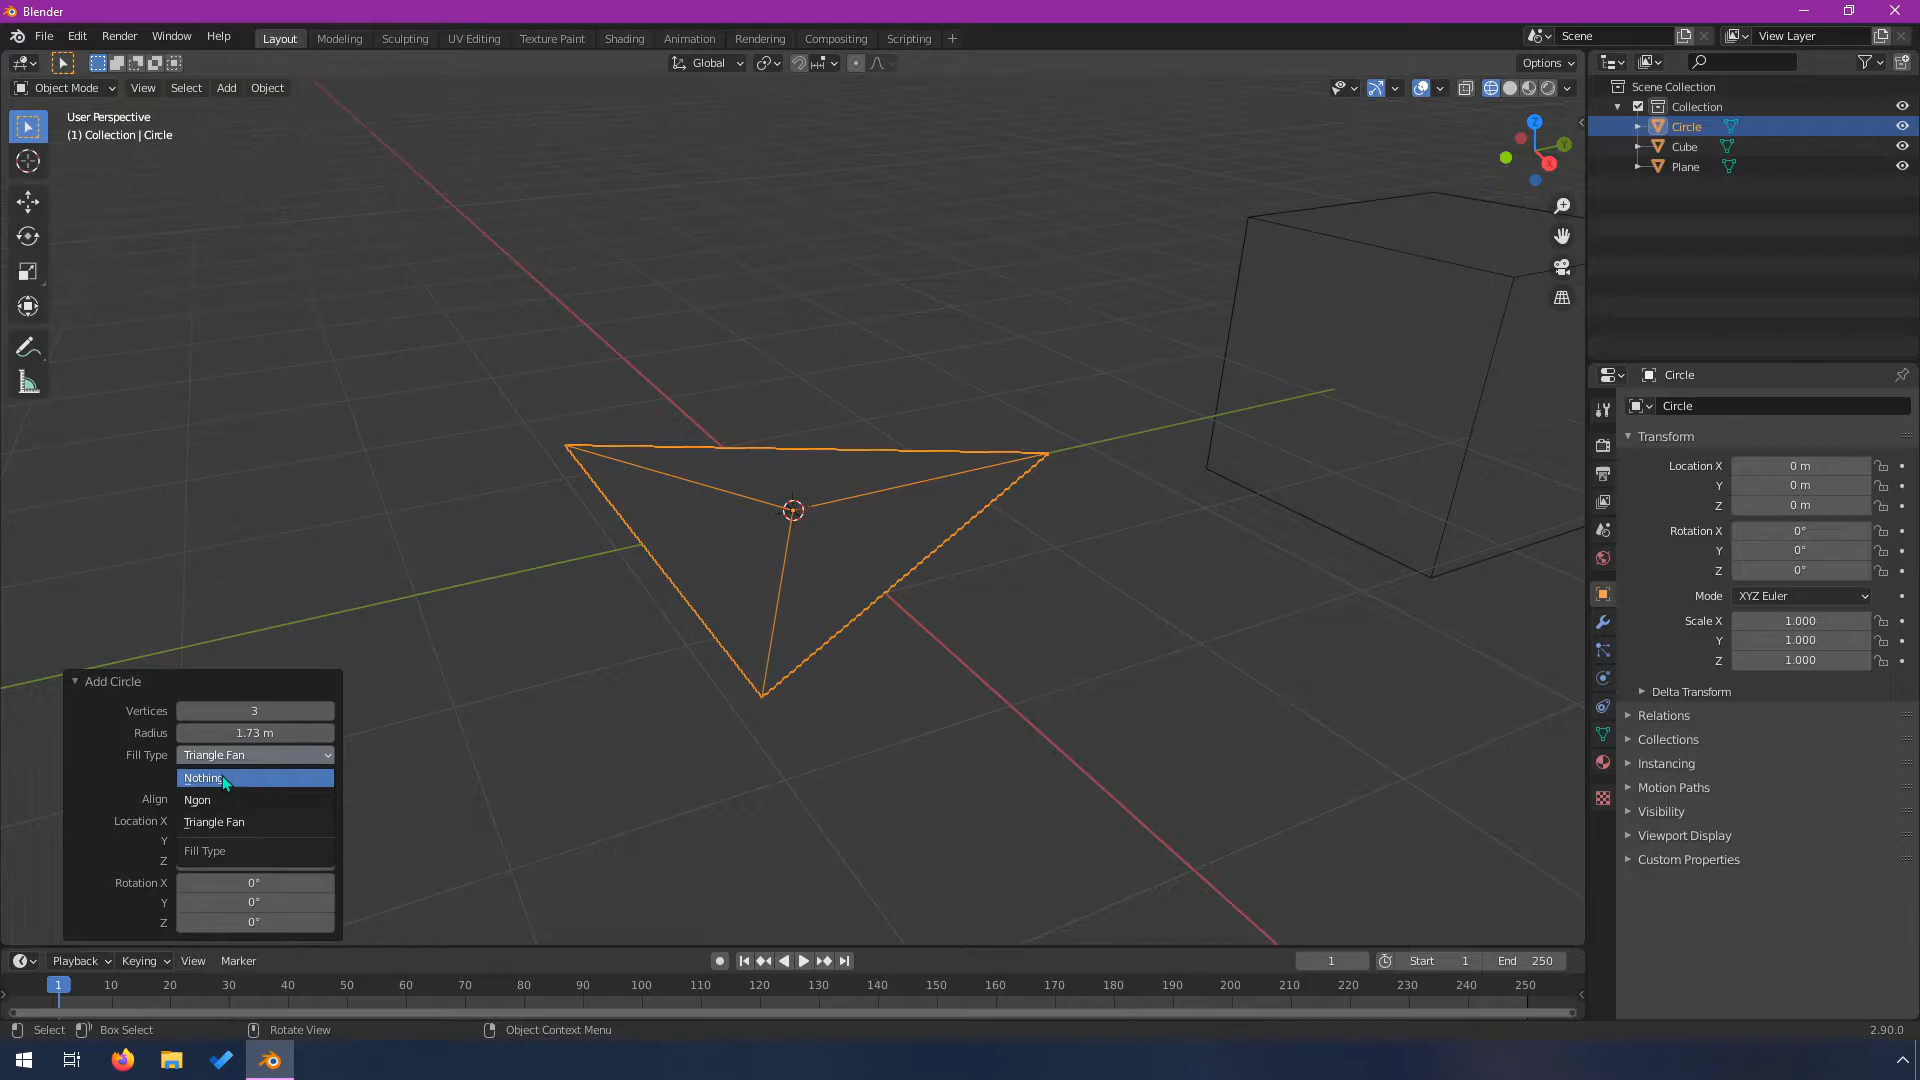 Blender
File Edit Render Window Help
Layout Modeling Sculpting UV Editing Texture Paint Shading Animation Rendering Compositing Scripting +
Scene
View Layer
Global
Options
Object Mode View Select Add Object
User Perspective
(1) Collection | Circle
Z
Y
X
Scene Collection
Collection
Circle
Cube
Plane
Circle
Circle
Transform
Location X 0 m
Y 0 m
Z 0 m
Rotation X 0°
Y 0°
Z 0°
Mode XYZ Euler
Scale X 1.000
Y 1.000
Z 1.000
Delta Transform
Relations
Collections
Instancing
Motion Paths
Visibility
Viewport Display
Custom Properties
Add Circle
Vertices 3
Radius 1.73 m
Fill Type Triangle Fan
Nothing
Align Ngon
Location X Triangle Fan
Y
Fill Type
Z
Rotation X 0°
Y 0°
Z 0°
Playback Keying View Marker
1
Start 1
End 250
1 10 20 30 40 50 60 70 80 90 100 110 120 130 140 150 160 170 180 190 200 210 220 230 240 250
Select Box Select Rotate View Object Context Menu
2.90.0